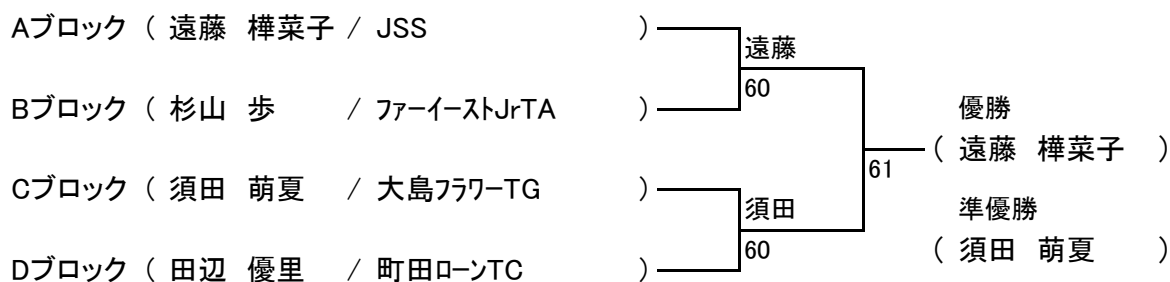 Aブロック ( 遠藤 樺菜子 / JSS )
遠藤
60
Bブロック ( 杉山 歩 / ファーイーストJrTA )
優勝
( 遠藤 樺菜子 )
61
Cブロック ( 須田 萌夏 / 大島フラワーTG )
須田
準優勝
60
( 須田 萌夏 )
Dブロック ( 田辺 優里 / 町田ローンTC )